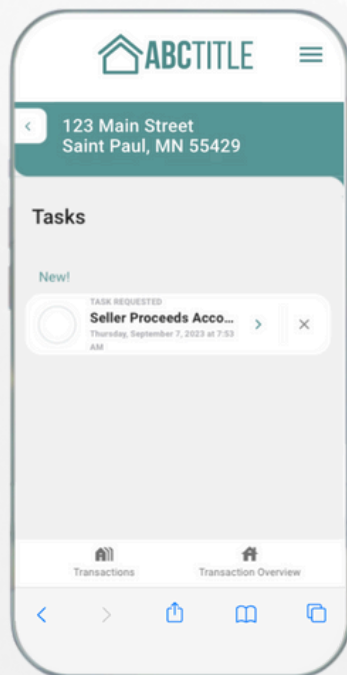 ABCTITLE
123 Main Street
Saint Paul, MN 55429
Tasks
New!
TASK REQUESTED
Seller Proceeds Acco...
Thursday, September 7, 2023 at 7:53
AM
Transactions
Transaction Overview